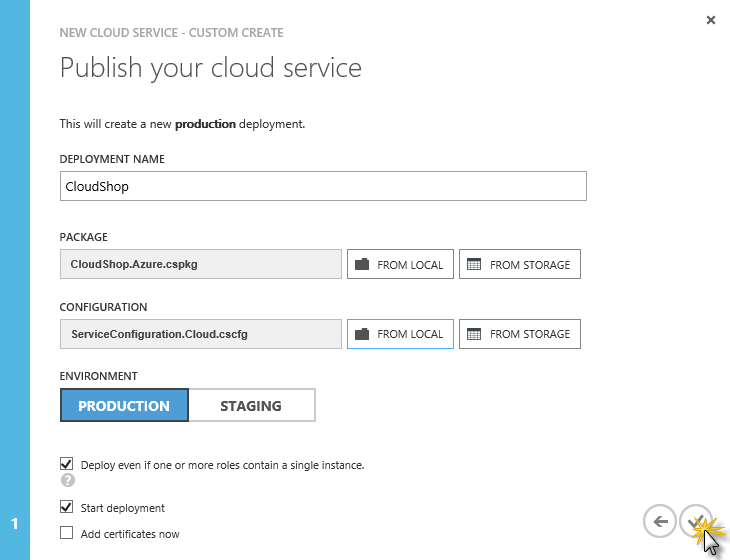 NEW CLOUD SERVICE - CUSTOM CREATE
Publish your cloud service
This will create a new production deployment.
DEPLOYMENT NAME
CloudShop
PACKAGE
CloudShop.Azure.cspkg FROM LOCAL FROM STORAGE
CONFIGURATION
ServiceConfiguration.Cloud.cscfg FROM LOCAL FROM STORAGE
ENVIRONMENT
PRODUCTION STAGING
Deploy even if one or more roles contain a single instance.
?
Start deployment
Add certificates now
1